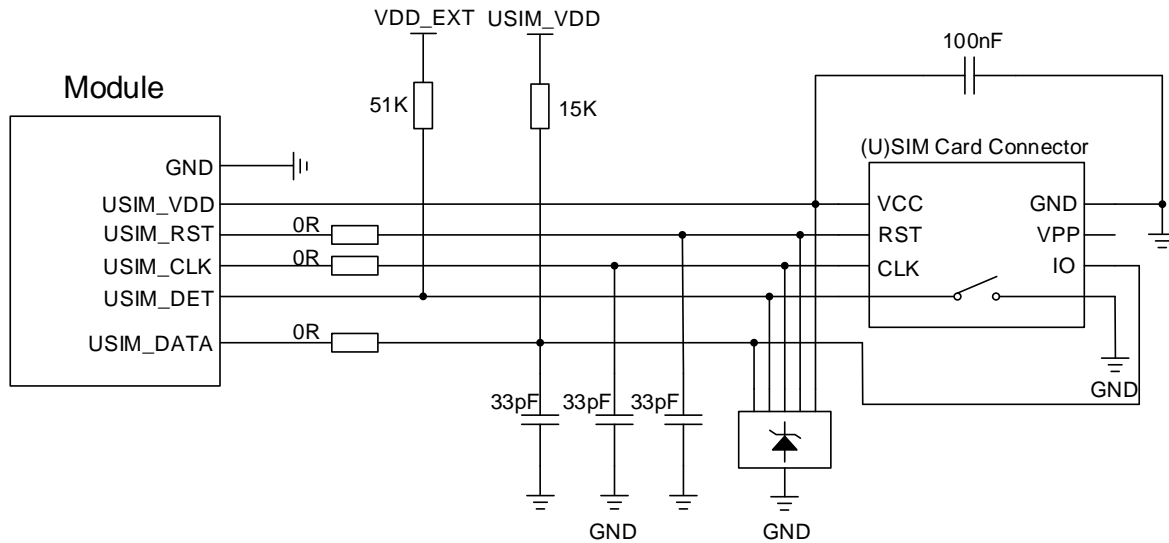 VDD_EXT USIM_VDD
100nF
Module
51K
15K
(U)SIM Card Connector
GND
USIM_VDD
VCC
GND
0R
USIM_RST
RST
VPP
0R
USIM_CLK
CLK
IO
USIM_DET
0R
USIM_DATA
GND
33pF 33pF 33pF
GND
GND